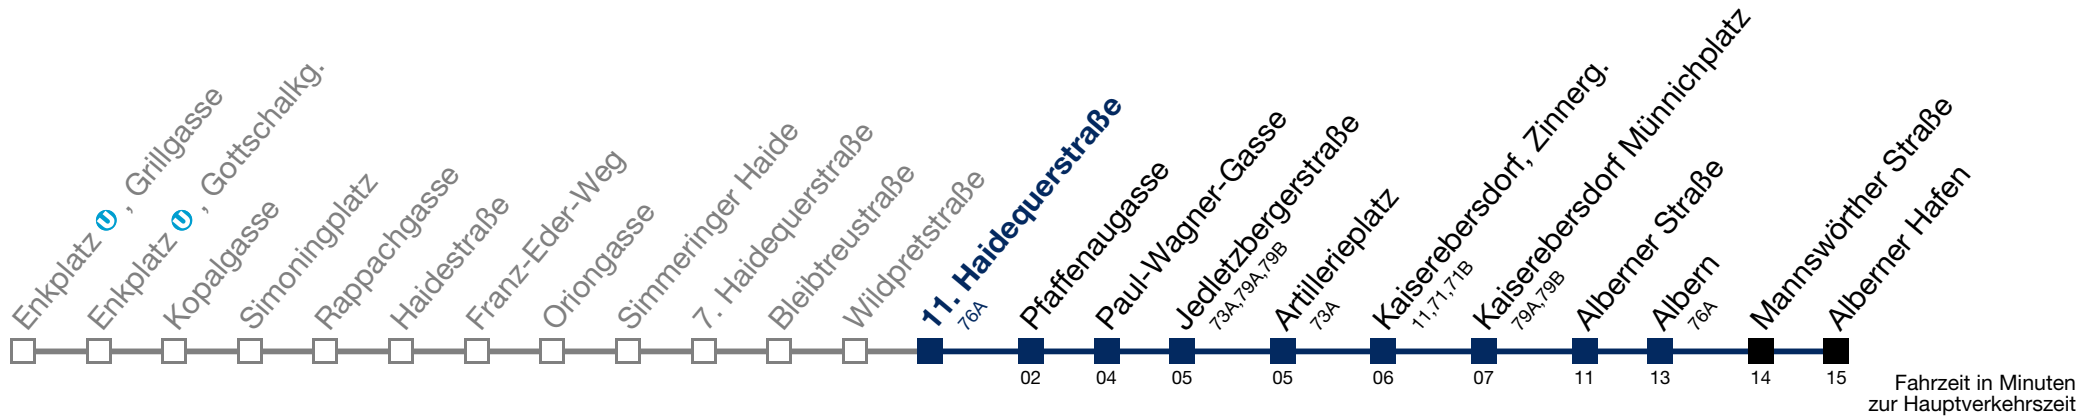 Enkplatz U, Grillgasse
Enkplatz U, Gottschalkg.
Kopalgasse
Simoningplatz
Rappachgasse
Haidestraße
Franz-Eder-Weg
Oriongasse
Simmeringer Haide
7. Haidequerstraße
Bleibtreustraße
Wildpretstraße
11. Haidequerstraße
76A
Pfaffenaugasse
Paul-Wagner-Gasse
Jedletzbergerstraße
73A,79A,79B
Artillerieplatz
73A
Kaiserebersdorf, Zinnerg.
11,71,71B
Kaiserebersdorf Münnichplatz
79A,79B
Alberner Straße
Albern
76A
Mannswörther Straße
Alberner Hafen
02 04 05 05 06 07 11 13 14 15
Fahrzeit in Minuten
zur Hauptverkehrszeit